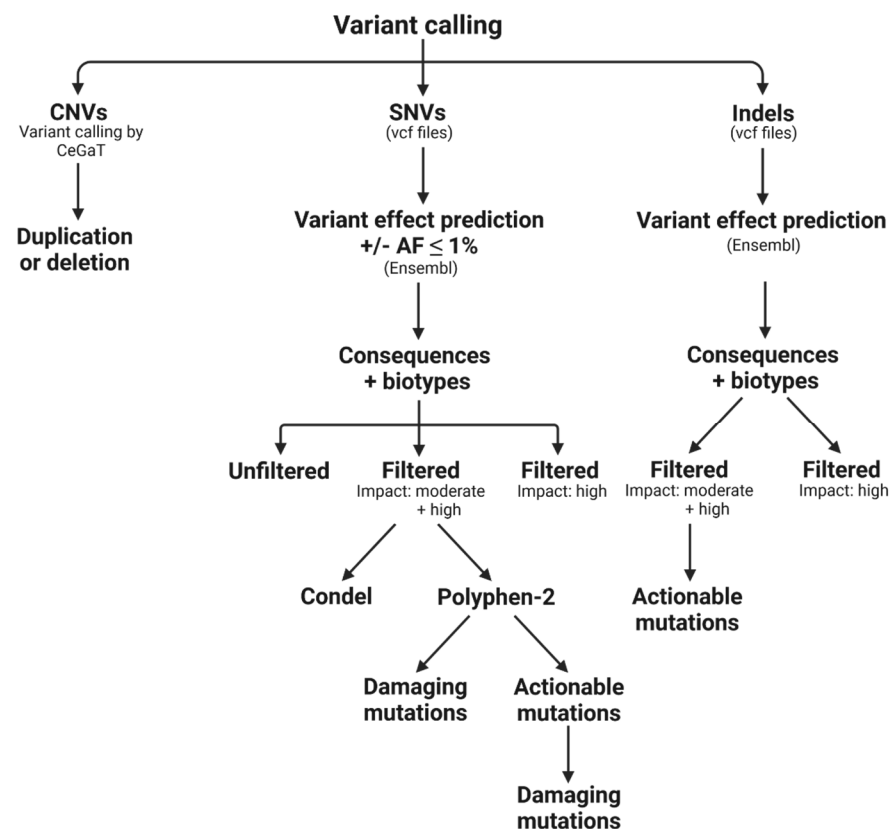 Variant calling
CNVs
Variant calling by
CeGaT
Duplication
or deletion
SNVs
(vcf files)
Variant effect prediction
+/- AF ≤ 1%
(Ensembl)
Consequences
+ biotypes
Unfiltered
Filtered
Impact: moderate
+ high
Filtered
Impact: high
Condel
Polyphen-2
Damaging
mutations
Actionable
mutations
Damaging
mutations
Indels
(vcf files)
Variant effect prediction
(Ensembl)
Consequences
+ biotypes
Filtered
Impact: moderate
+ high
Filtered
Impact: high
Actionable
mutations